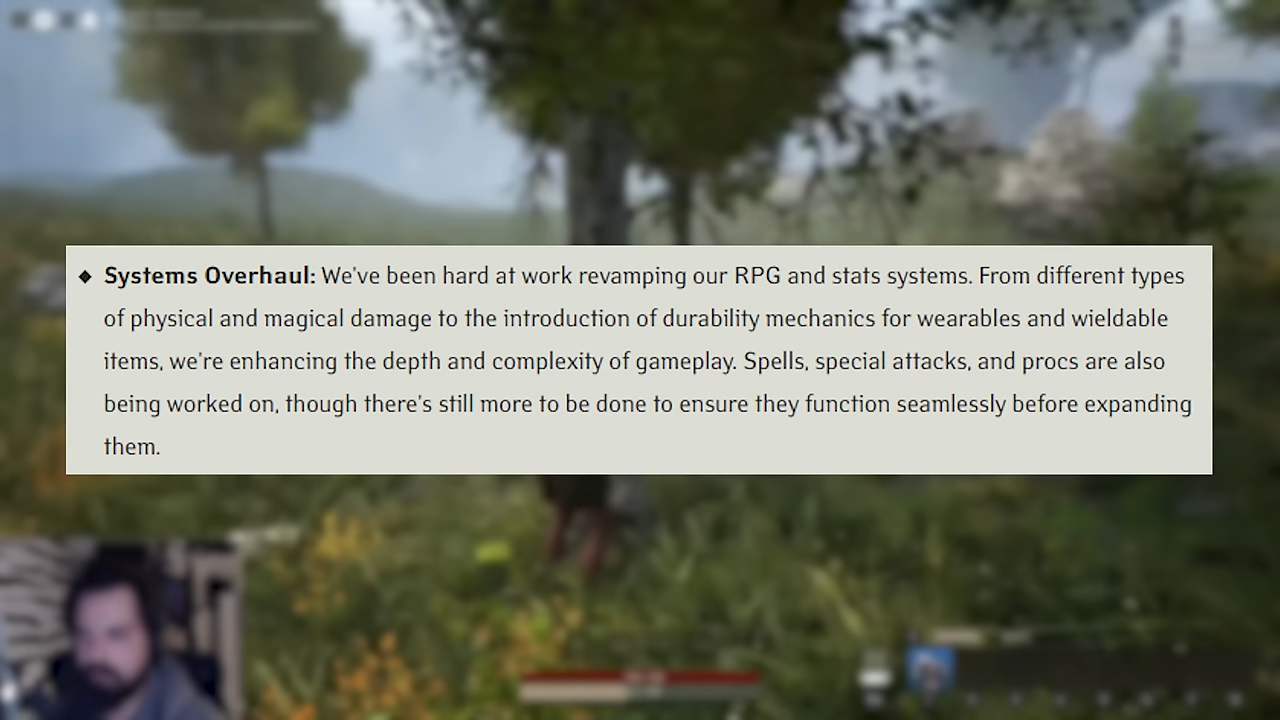 ◆ Systems Overhaul: We've been hard at work revamping our RPG and stats systems. From different types
of physical and magical damage to the introduction of durability mechanics for wearables and wieldable
items, we're enhancing the depth and complexity of gameplay. Spells, special attacks, and procs are also
being worked on, though there's still more to be done to ensure they function seamlessly before expanding
them.